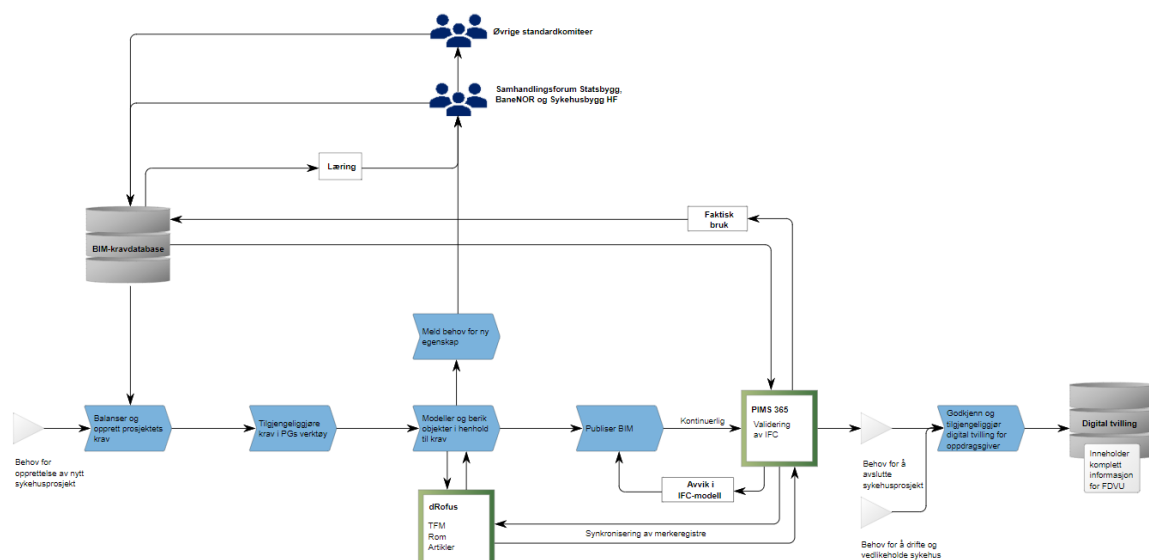 Øvrige standardkomiteer
Samhandlingsforum Statsbygg,
BaneNOR og Sykehusbygg HF
Læring
Faktisk
bruk
BIM-kravdatabase
Meld behov for ny
egenskap
Balanser og
opprett prosjektets
krav
Tilgjengeliggjøre
krav i PGs verktøy
Modeller og berik
objekter i henhold
til krav
Publiser BIM
Kontinuerlig
PIMS 365
Validering
av IFC
Godkjenn og
tilgjengeliggjør
digital tvilling for
oppdragsgiver
Digital tvilling
Inneholder
komplett
informasjon
for FDVU
Behov for
opprettelse av nytt
sykehusprosjekt
Behov for å
avslutte
sykehusprosjekt
Avvik i
IFC-modell
dRofus
TFM
Rom
Artikler
Synkronisering av merkeregistre
Behov for å drifte og
vedlikeholde sykehus